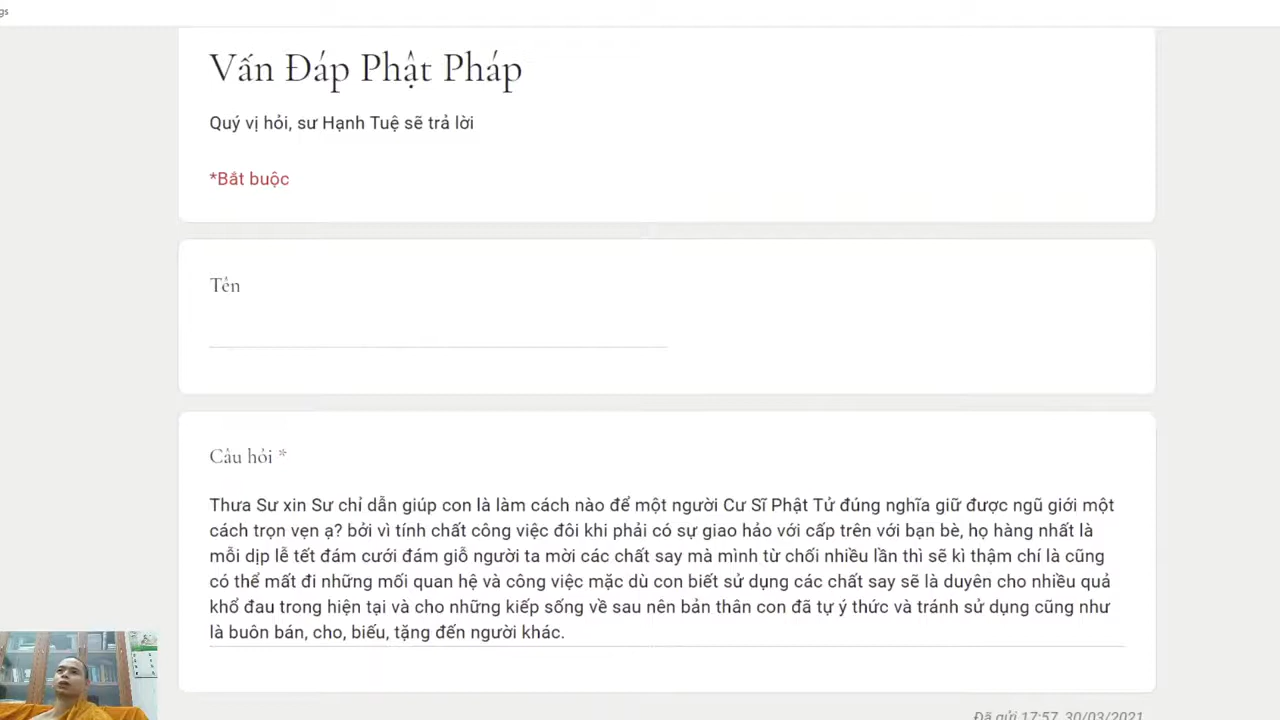 gs
Vấn Đáp Phật Pháp
Quý vị hỏi, sư Hạnh Tuệ sẽ trả lời
*Bắt buộc
Tên
Câu hỏi *
Thưa Sư xin Sư chỉ dẫn giúp con là làm cách nào để một người Cư Sĩ Phật Tử đúng nghĩa giữ được ngũ giới một
cách trọn vẹn ạ? bởi vì tính chất công việc đôi khi phải có sự giao hảo với cấp trên với bạn bè, họ hàng nhất là
mỗi dịp lễ tết đám cưới đám giỗ người ta mời các chất say mà mình từ chối nhiều lần thì sẽ kì thậm chí là cũng
có thể mất đi những mối quan hệ và công việc mặc dù con biết sử dụng các chất say sẽ là duyên cho nhiều quả
khổ đau trong hiện tại và cho những kiếp sống về sau nên bản thân con đã tự ý thức và tránh sử dụng cũng như
là buôn bán, cho, biếu, tặng đến người khác.
Đã gửi 17:57, 30/03/2021